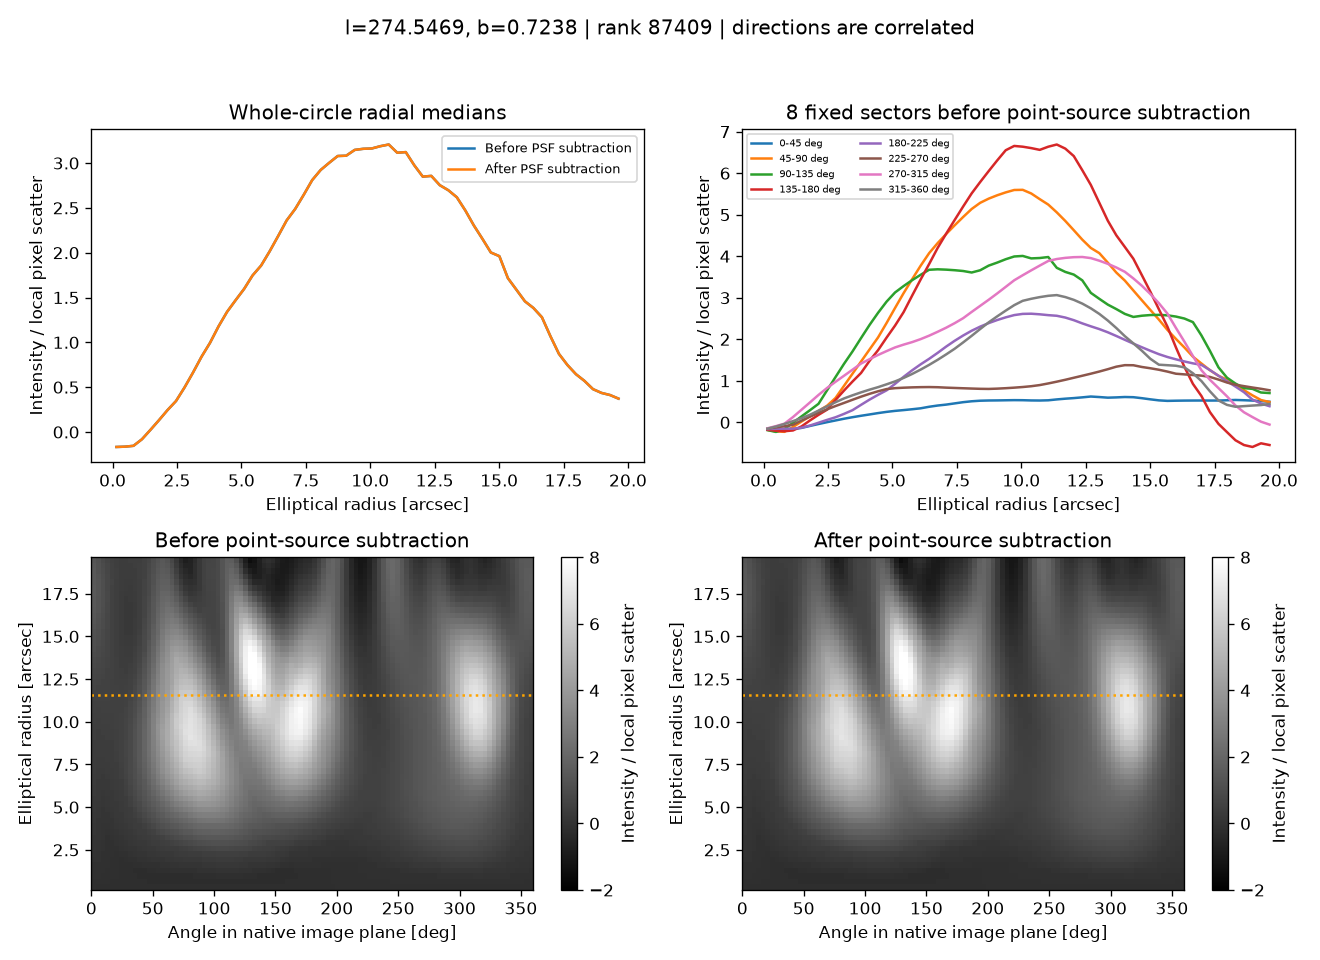 l=274.5469, b=0.7238 | rank 87409 | directions are correlated
Whole-circle radial medians
Before PSF subtraction
After PSF subtraction
Intensity / local pixel scatter
3.0
2.5
2.0
1.5
1.0
0.5
0.0
0.0 2.5 5.0 7.5 10.0 12.5 15.0 17.5 20.0
Elliptical radius [arcsec]
8 fixed sectors before point-source subtraction
0-45 deg 180-225 deg
45-90 deg 225-270 deg
90-135 deg 270-315 deg
135-180 deg 315-360 deg
Intensity / local pixel scatter
7
6
5
4
3
2
1
0
0.0 2.5 5.0 7.5 10.0 12.5 15.0 17.5 20.0
Elliptical radius [arcsec]
Before point-source subtraction
Elliptical radius [arcsec]
17.5
15.0
12.5
10.0
7.5
5.0
2.5
0 50 100 150 200 250 300 350
Angle in native image plane [deg]
8
6
4
2
0
−2
Intensity / local pixel scatter
After point-source subtraction
Elliptical radius [arcsec]
17.5
15.0
12.5
10.0
7.5
5.0
2.5
0 50 100 150 200 250 300 350
Angle in native image plane [deg]
8
6
4
2
0
−2
Intensity / local pixel scatter